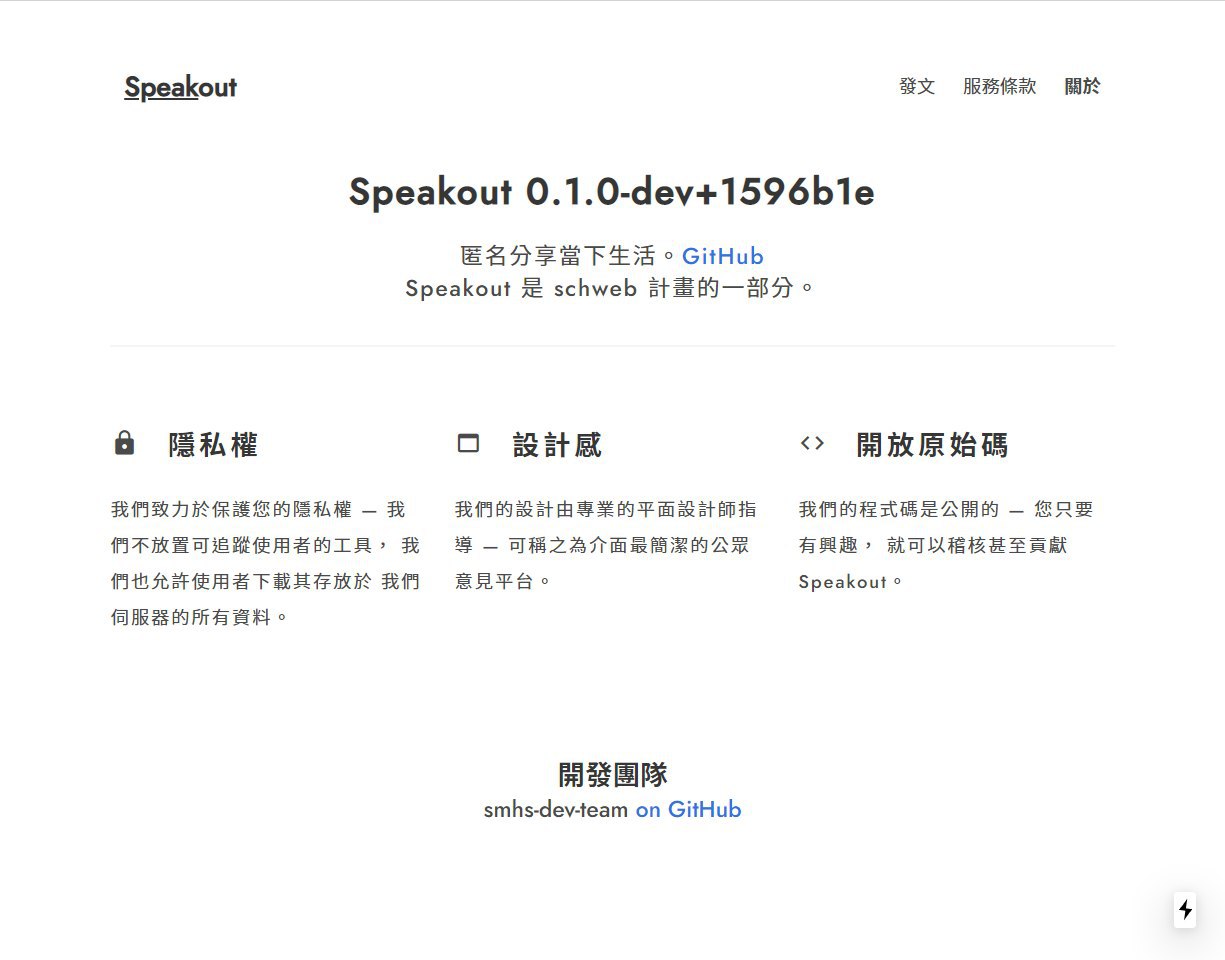 Speakout
發文 服務條款 關於
Speakout 0.1.0-dev+1596b1e
匿名分享當下生活。GitHub
Speakout 是 schweb 計畫的一部分。
隱私權
我們致力於保護您的隱私權 — 我
們不放置可追蹤使用者的工具， 我
們也允許使用者下載其存放於 我們
伺服器的所有資料。
設計感
我們的設計由專業的平面設計師指
導 — 可稱之為介面最簡潔的公眾
意見平台。
開放原始碼
我們的程式碼是公開的 — 您只要
有興趣， 就可以稽核甚至貢獻
Speakout。
開發團隊
smhs-dev-team on GitHub